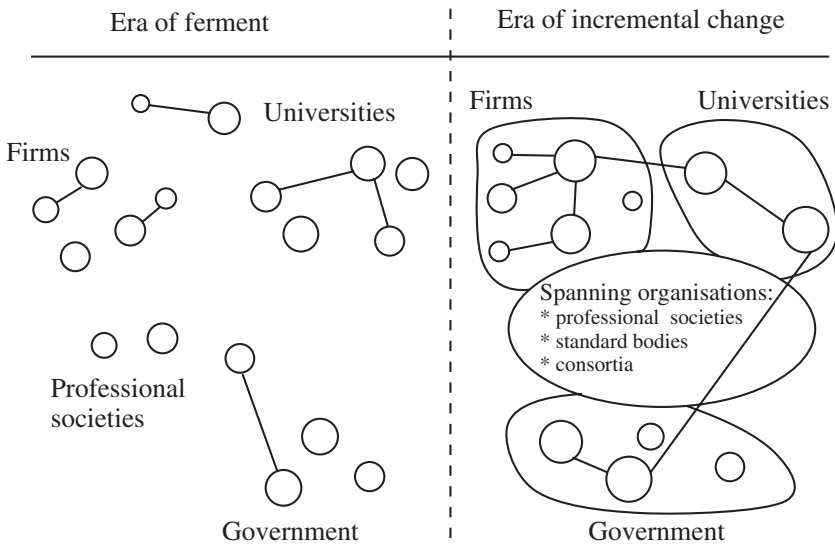 Era of ferment
Era of incremental change
Universities
Firms
Professional
societies
Government
Firms
Universities
Spanning organisations:
* professional societies
* standard bodies
* consortia
Government